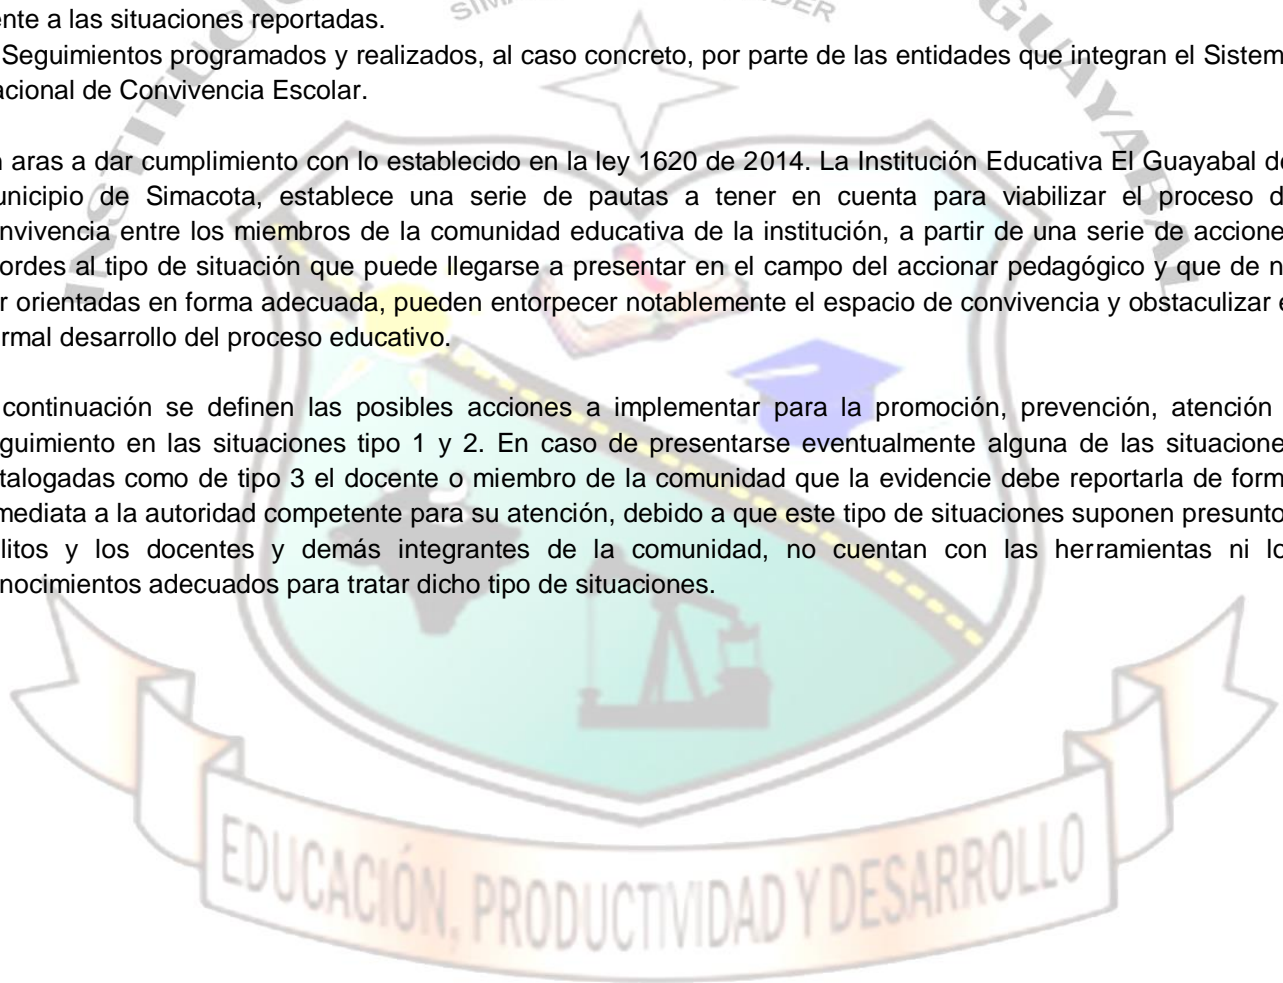 ente a las situaciones reportadas.
Seguimientos programados y realizados, al caso concreto, por parte de las entidades que integran el Sistem
acional de Convivencia Escolar.
n aras a dar cumplimiento con lo establecido en la ley 1620 de 2014. La Institución Educativa El Guayabal d
unicipio de Simacota, establece una serie de pautas a tener en cuenta para viabilizar el proceso d
nvivencia entre los miembros de la comunidad educativa de la institución, a partir de una serie de accione
ordes al tipo de situación que puede llegarse a presentar en el campo del accionar pedagógico y que de n
r orientadas en forma adecuada, pueden entorpecer notablemente el espacio de convivencia y obstaculizar e
rmal desarrollo del proceso educativo.
continuación se definen las posibles acciones a implementar para la promoción, prevención, atención
guimiento en las situaciones tipo 1 y 2. En caso de presentarse eventualmente alguna de las situacione
talogadas como de tipo 3 el docente o miembro de la comunidad que la evidencie debe reportarla de form
mediata a la autoridad competente para su atención, debido a que este tipo de situaciones suponen presunto
litos y los docentes y demás integrantes de la comunidad, no cuentan con las herramientas ni lo
nocimientos adecuados para tratar dicho tipo de situaciones.
EDUCACIÓN, PRODUCTIVIDAD Y DESARROLLO